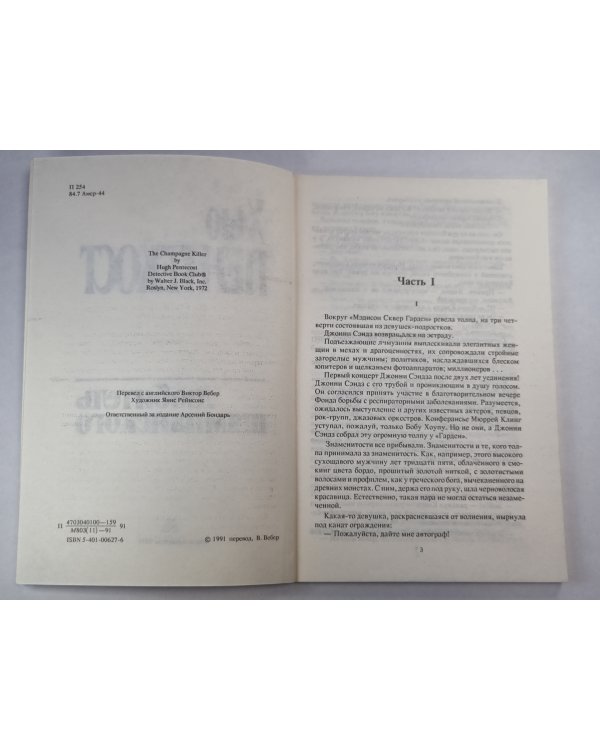 П 254
84.7 Амер-44
The Champagne Killer
by
Hugh Pentecost
Detective Book Club®
by Walter J. Black, Inc.
Roslyn, New York, 1972
Перевел с английского Виктор Вебер
Художник Янис Рейнсонс
Ответственный за издание Арсений Бондарь
П 4703040100—159 91
М803[11]—91
ISBN 5-401-00627-6
© 1991 перевод, В. Вебер
Часть I
1
Вокруг «Мэдисон Сквер Гарден» ревела толпа, на три чет-
верти состоявшая из девушек-подростков.
Джонни Сэндз возвращался на эстраду.
Подъезжающие лимузины выплескивали элегантных жен-
щин в мехах и драгоценностях, их сопровождали стройные
загорелые мужчины; политиков, наслаждавшихся блеском
юпитеров и щелканьем фотоаппаратов; миллионеров . . .
Первый концерт Джонни Сэндза после двух лет уединения!
Джонни Сэндз с его трубой и проникающим в душу голосом.
Он согласился принять участие в благотворительном вечере
Фонда борьбы с респираторными заболеваниями. Разумеется,
ожидалось выступление и других известных актеров, певцов,
рок-групп, джазовых оркестров. Конферансье Мюррей Клинг
уступал, пожалуй, только Бобу Хоупу. Но не они, а Джонни
Сэндз собрал эту огромную толпу у «Гарден».
Знаменитости все прибывали. Знаменитости и те, кого тол-
па принимала за знаменитость. Как, например, этого высокого
сухощавого мужчину лет тридцати пяти, облаченного в смо-
кинг цвета бордо, прошитый золотой ниткой, с золотистыми
волосами и профилем, как у греческого бога, вычеканенного на
древних монетах. С ним, держа его под руку, шла черноволосая
красавица. Естественно, такая пара не могла остаться незаме-
ченной.
Какая-то девушка, раскрасневшаяся от волнения, вынырнула
под канат ограждения:
— Пожалуйста, дайте мне автограф!
3